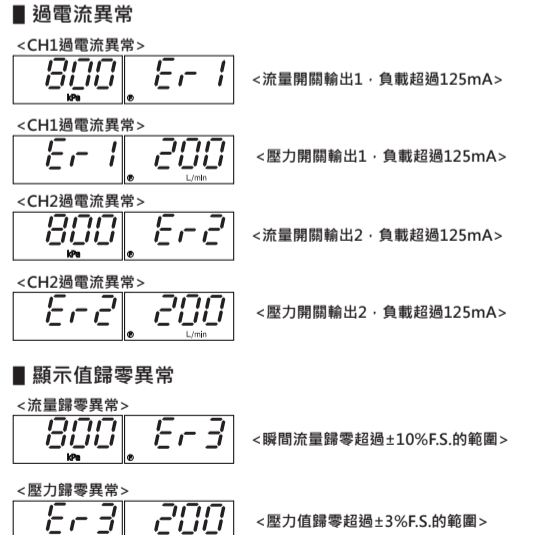 ■ 過電流異常
<CH1過電流異常>
800 Er 1 <流量開關輸出1，負載超過125mA>
kPa P
<CH1過電流異常>
Er 1 200 <壓力開關輸出1，負載超過125mA>
P L/min
<CH2過電流異常>
800 Er2 <流量開關輸出2，負載超過125mA>
kPa P
<CH2過電流異常>
Er2 200 <壓力開關輸出2，負載超過125mA>
P L/min
■ 顯示值歸零異常
<流量歸零異常>
800 Er3 <瞬間流量歸零超過±10%F.S.的範圍>
kPa P
<壓力歸零異常>
Er3 200 <壓力值歸零超過±3%F.S.的範圍>